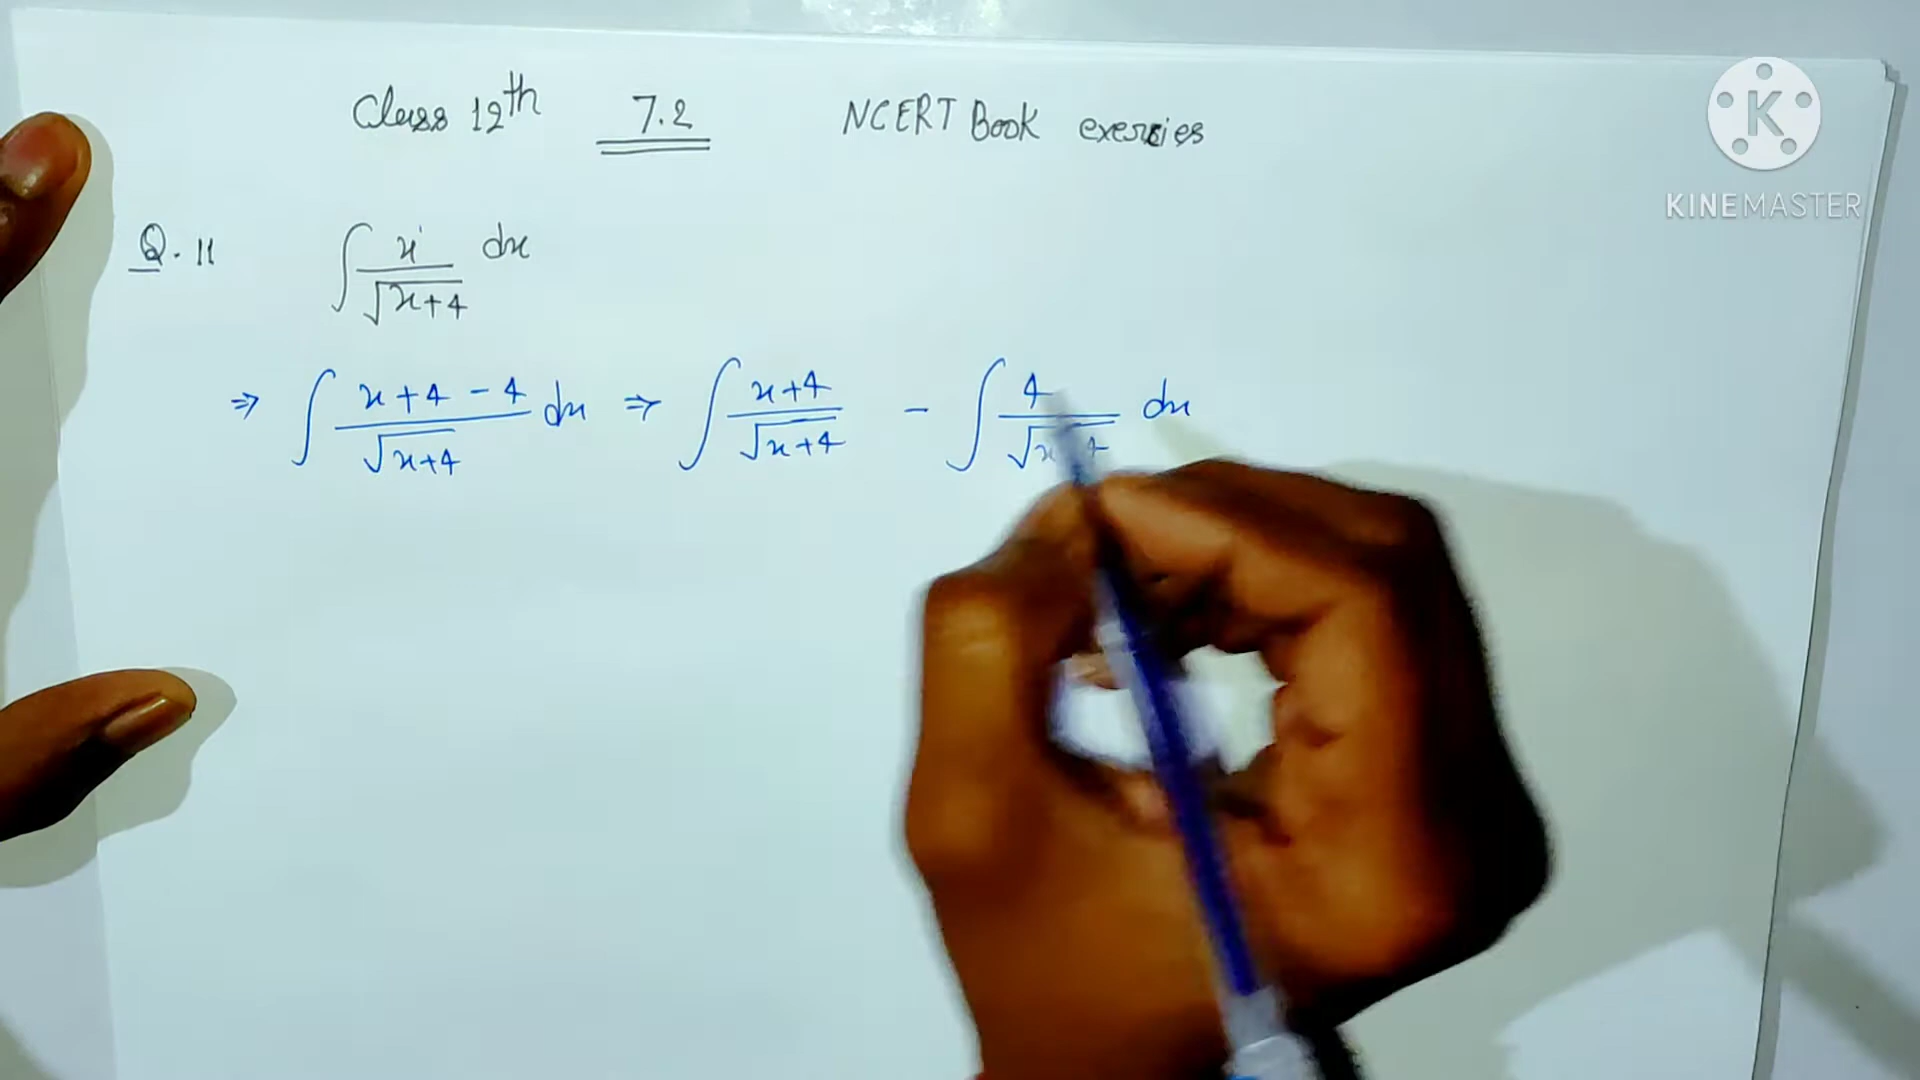 Class 12th 7.2 NCERT Book exercies
KINEMASTER
Q. 11 ∫ x/√(x+4) dx
⇒ ∫ (x+4-4)/√(x+4) dx ⇒ ∫ (x+4)/√(x+4) - ∫ 4/√(x+4) dx